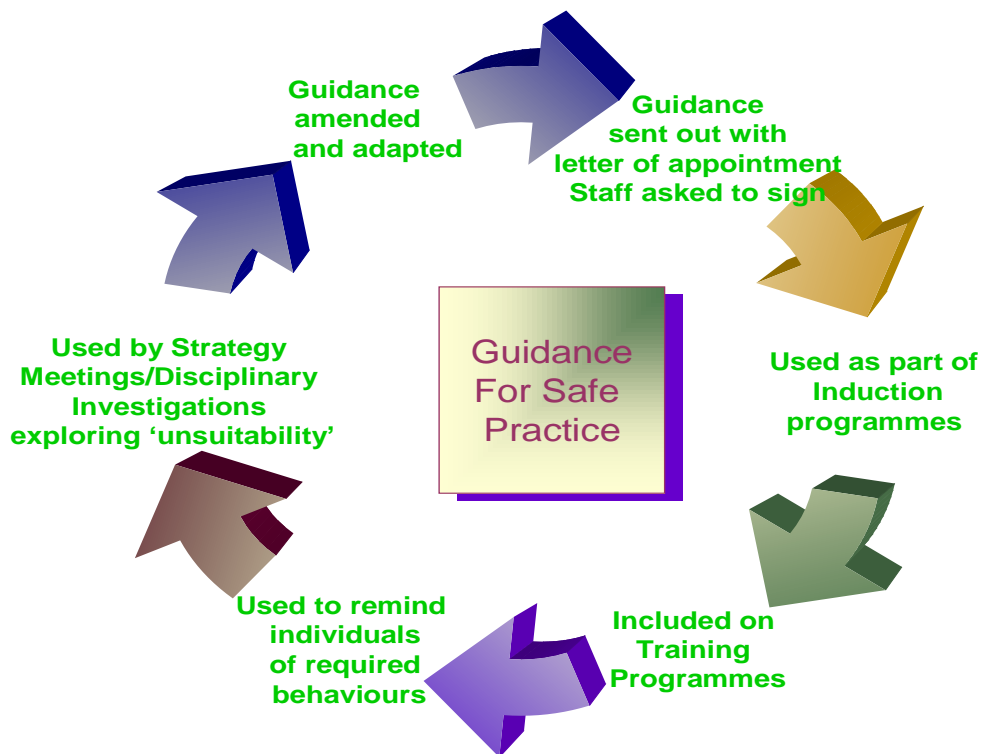 Guidance
amended
and adapted
Guidance
sent out with
letter of appointment
Staff asked to sign
Used as part of
Induction
programmes
Included on
Training
Programmes
Used to remind
individuals
of required
behaviours
Used by Strategy
Meetings/Disciplinary
Investigations
exploring ‘unsuitability’
Guidance
For Safe
Practice